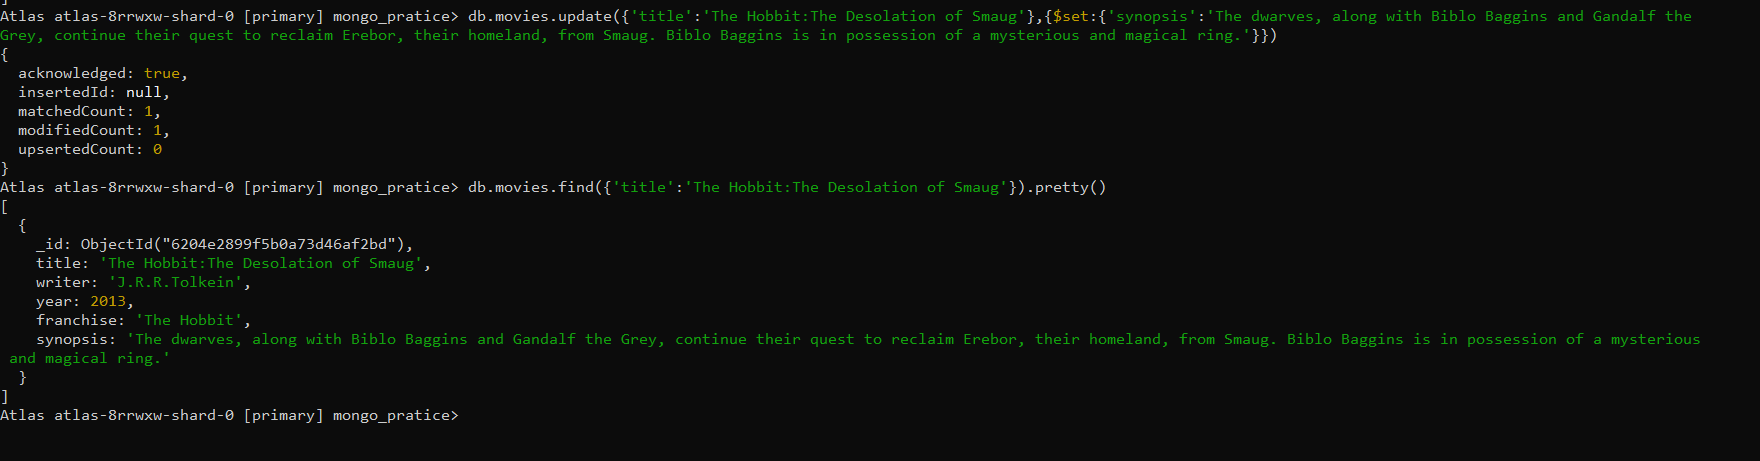 ]
Atlas atlas-8rrwxw-shard-0 [primary] mongo_pratice> db.movies.update({'title':'The Hobbit:The Desolation of Smaug'},{$set:{'synopsis':'The dwarves, along with Biblo Baggins and Gandalf the
Grey, continue their quest to reclaim Erebor, their homeland, from Smaug. Biblo Baggins is in possession of a mysterious and magical ring.'}})
{
  acknowledged: true,
  insertedId: null,
  matchedCount: 1,
  modifiedCount: 1,
  upsertedCount: 0
}
Atlas atlas-8rrwxw-shard-0 [primary] mongo_pratice> db.movies.find({'title':'The Hobbit:The Desolation of Smaug'}).pretty()
[
  {
    _id: ObjectId("6204e2899f5b0a73d46af2bd"),
    title: 'The Hobbit:The Desolation of Smaug',
    writer: 'J.R.R.Tolkein',
    year: 2013,
    franchise: 'The Hobbit',
    synopsis: 'The dwarves, along with Biblo Baggins and Gandalf the Grey, continue their quest to reclaim Erebor, their homeland, from Smaug. Biblo Baggins is in possession of a mysterious
 and magical ring.'
  }
]
Atlas atlas-8rrwxw-shard-0 [primary] mongo_pratice>